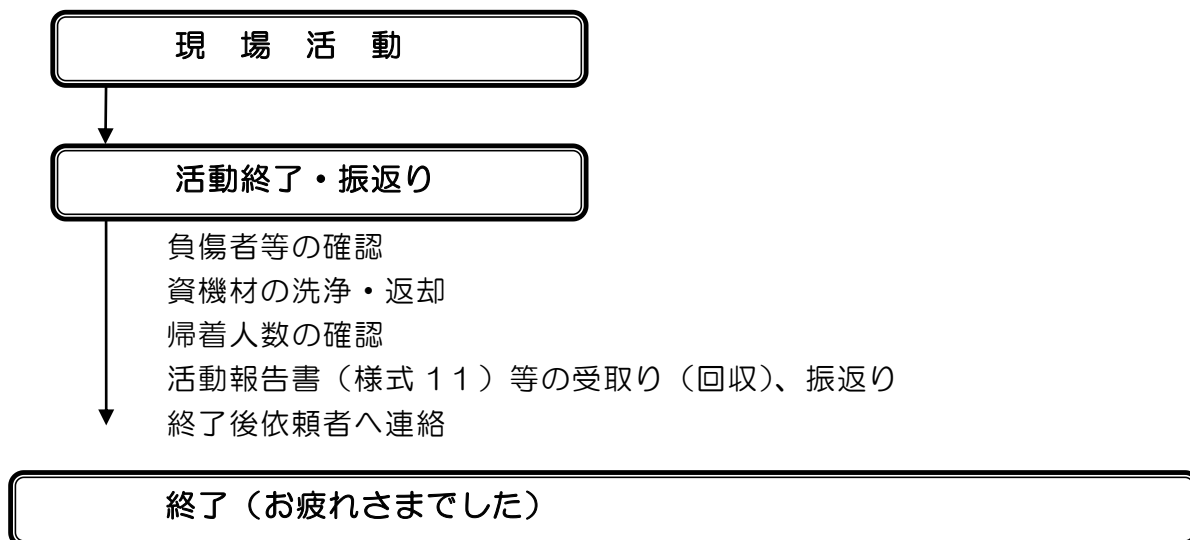 現　場　活　動
活動終了・振返り
負傷者等の確認
資機材の洗浄・返却
帰着人数の確認
活動報告書（様式１１）等の受取り（回収）、振返り
終了後依頼者へ連絡
終了（お疲れさまでした）